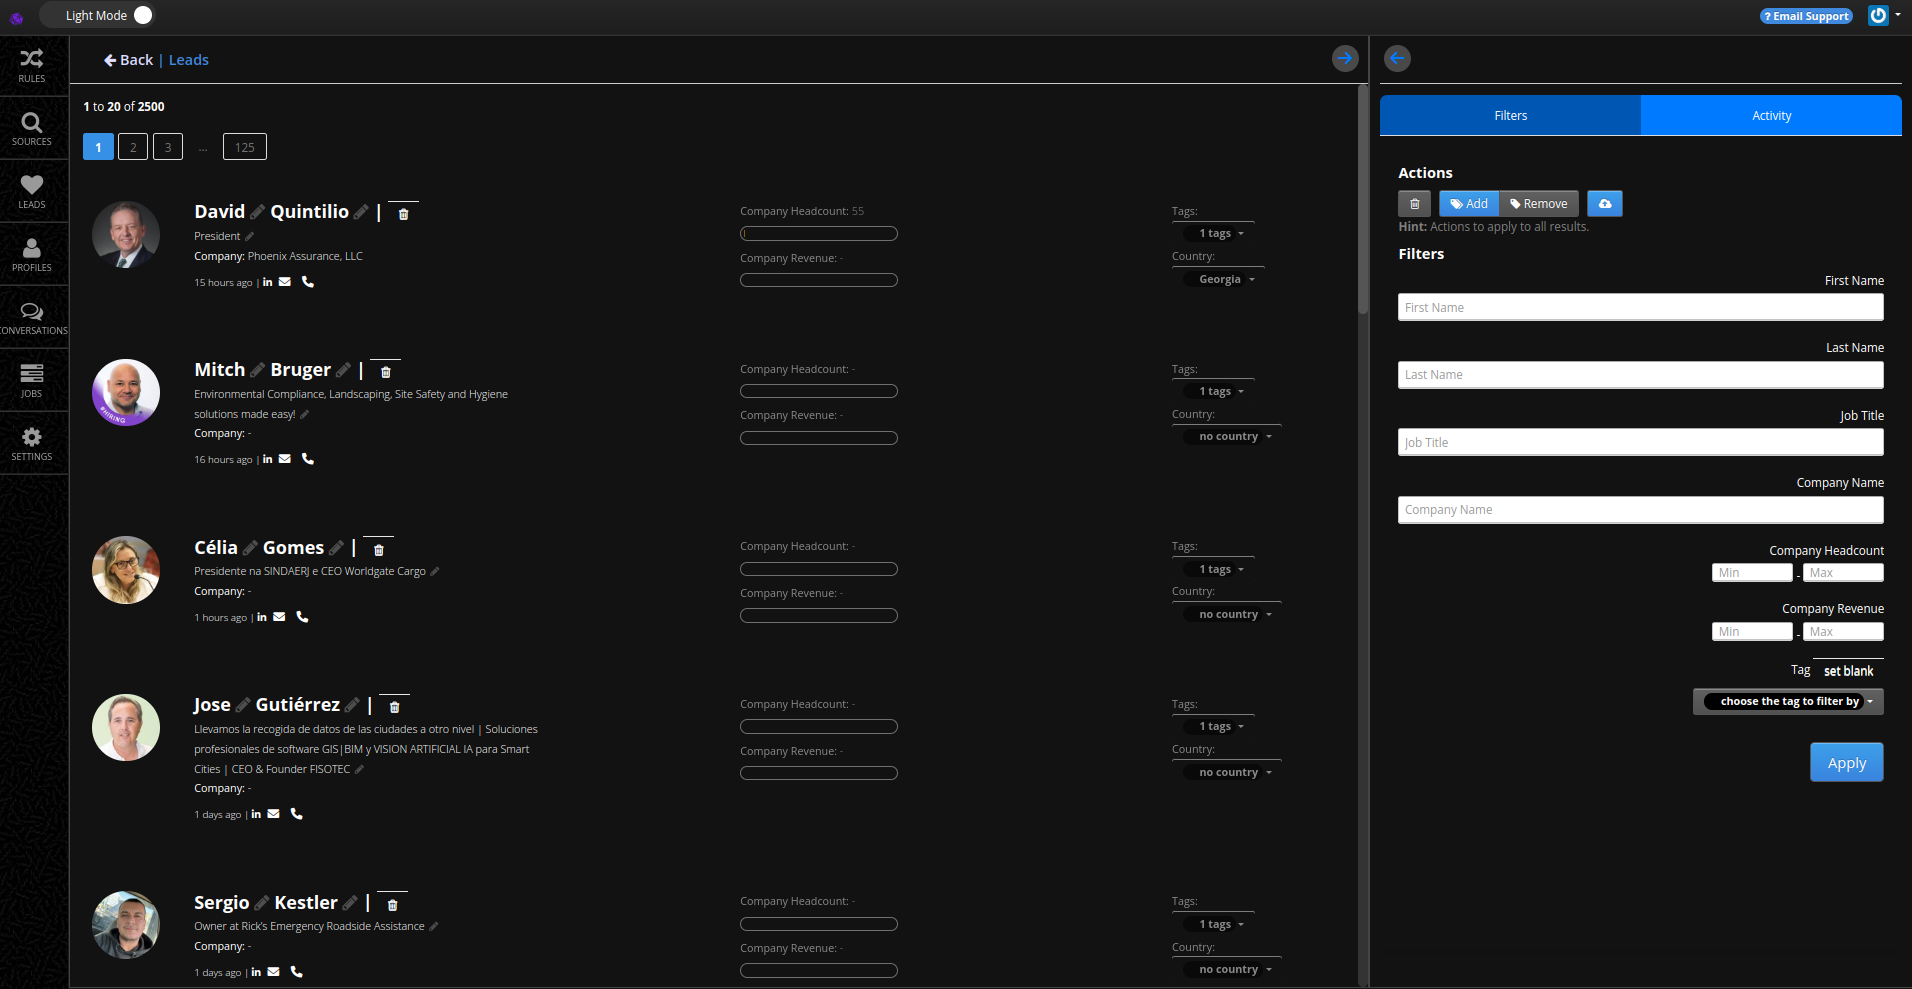 Light Mode
? Email Support
RULES
SOURCES
LEADS
PROFILES
CONVERSATIONS
JOBS
SETTINGS
Back | Leads
1 to 20 of 2500
1 2 3 ... 125
David Quintilio |
President
Company: Phoenix Assurance, LLC
15 hours ago | in
Company Headcount: 55
Company Revenue: -
Tags:
1 tags
Country:
Georgia
#HIRING
Mitch Bruger |
Environmental Compliance, Landscaping, Site Safety and Hygiene
solutions made easy!
Company: -
16 hours ago | in
Company Headcount: -
Company Revenue: -
Tags:
1 tags
Country:
no country
Célia Gomes |
Presidente na SINDAERJ e CEO Worldgate Cargo
Company: -
1 hours ago | in
Company Headcount: -
Company Revenue: -
Tags:
1 tags
Country:
no country
Jose Gutiérrez |
Llevamos la recogida de datos de las ciudades a otro nivel | Soluciones
profesionales de software GIS|BIM y VISION ARTIFICIAL IA para Smart
Cities | CEO & Founder FISOTEC
Company: -
1 days ago | in
Company Headcount: -
Company Revenue: -
Tags:
1 tags
Country:
no country
Sergio Kestler |
Owner at Rick's Emergency Roadside Assistance
Company: -
1 days ago | in
Company Headcount: -
Company Revenue: -
Tags:
1 tags
Country:
no country
Filters Activity
Actions
Add Remove
Hint: Actions to apply to all results.
Filters
First Name
First Name
Last Name
Last Name
Job Title
Job Title
Company Name
Company Name
Company Headcount
Min - Max
Company Revenue
Min - Max
Tag set blank
choose the tag to filter by
Apply